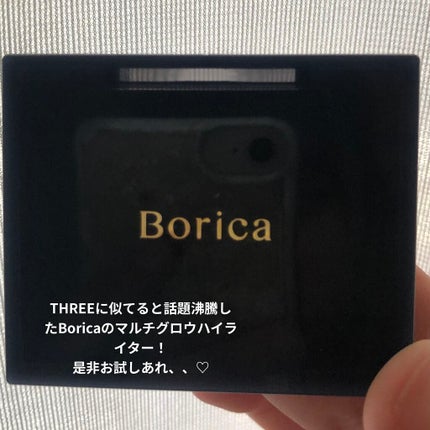 Borica
THREEに似てると話題沸騰し
たBoricaのマルチグロウハイラ
イター！
是非お試しあれ、、♡